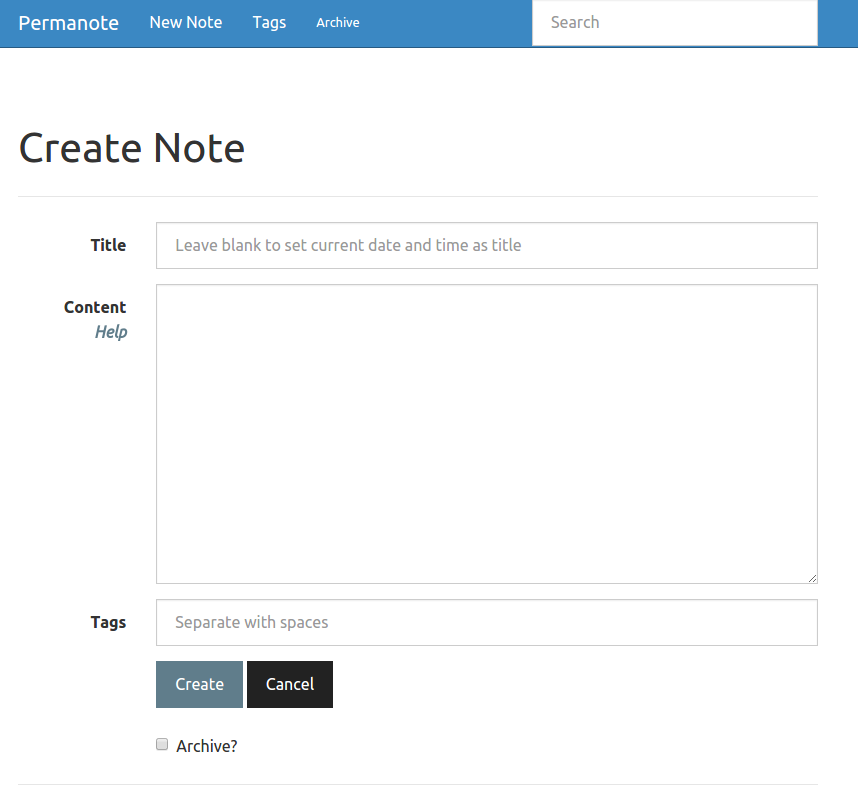 Permanote New Note Tags Archive Search
Create Note
Title Leave blank to set current date and time as title
Content
Help
Tags Separate with spaces
Create Cancel
Archive?